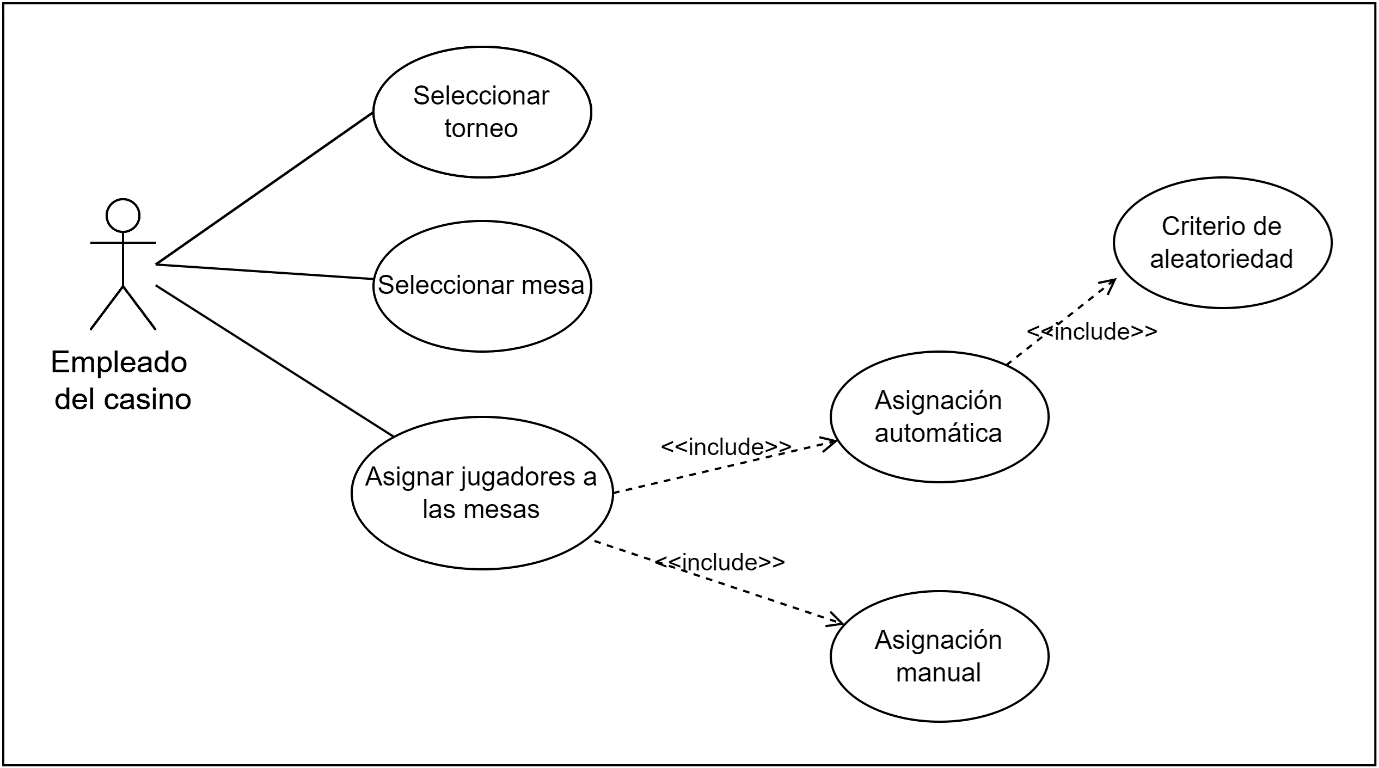 Seleccionar
torneo
Seleccionar mesa
Empleado
del casino
Asignar jugadores a
las mesas
<<include>>
<<include>>
Asignación
automática
<<include>>
Criterio de
aleatoriedad
Asignación
manual